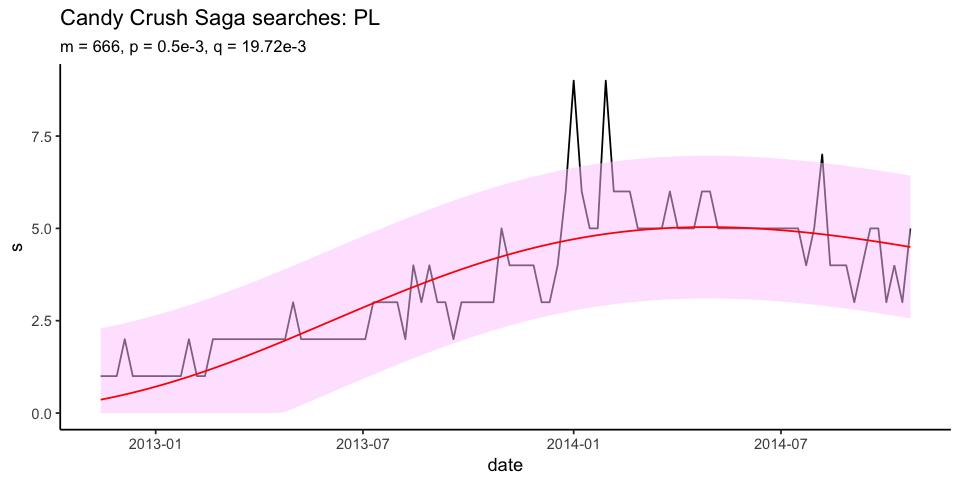 Candy Crush Saga searches: PL
m = 666, p = 0.5e-3, q = 19.72e-3
7.5
5.0
2.5
0.0
s
2013-01 2013-07 2014-01 2014-07
date